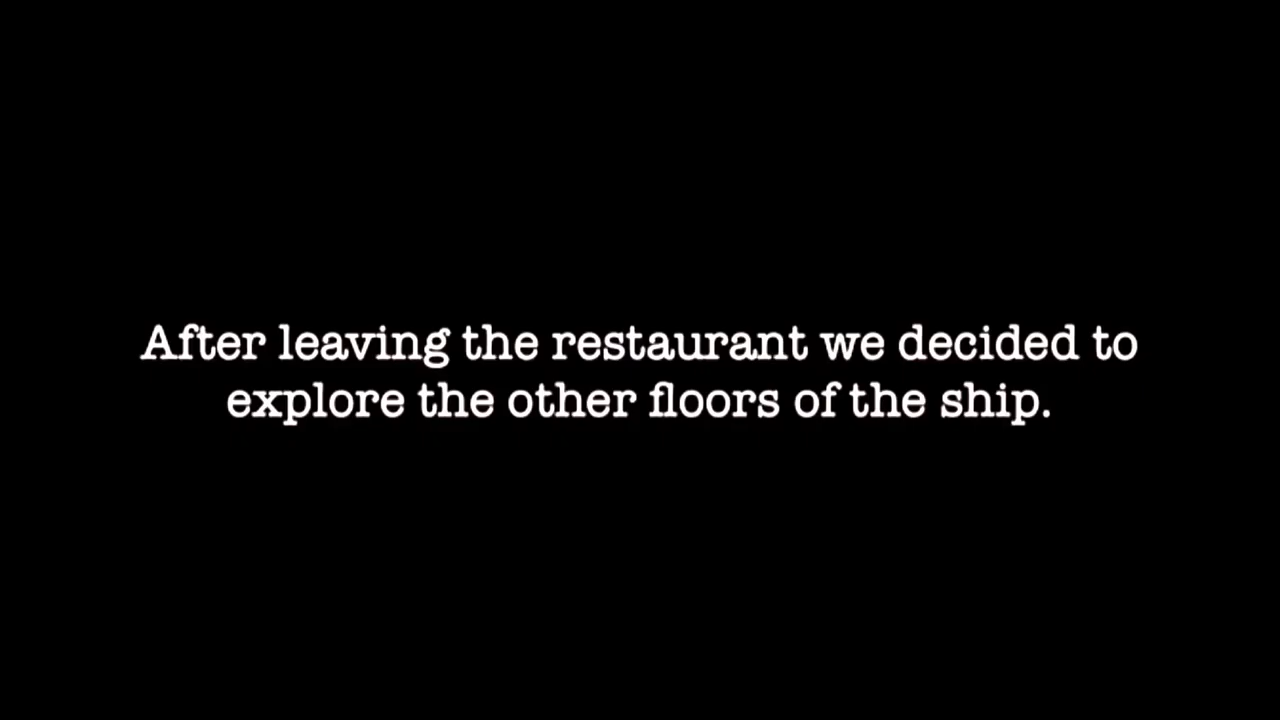 After leaving the restaurant we decided to
explore the other floors of the ship.